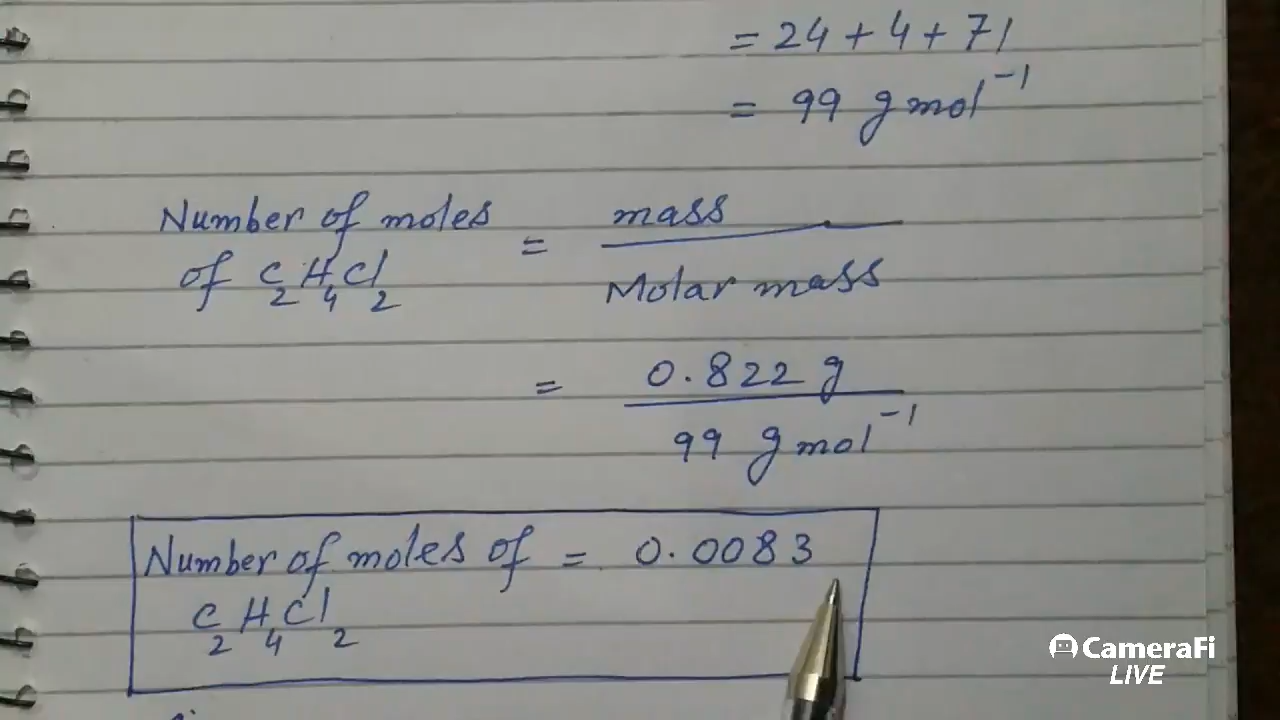 = 24 + 4 + 71
= 99 g mol⁻¹
Number of moles of C₂H₄Cl₂ = mass / Molar mass
= 0.822 g / 99 g mol⁻¹
Number of moles of C₂H₄Cl₂ = 0.0083
CameraFi
LIVE